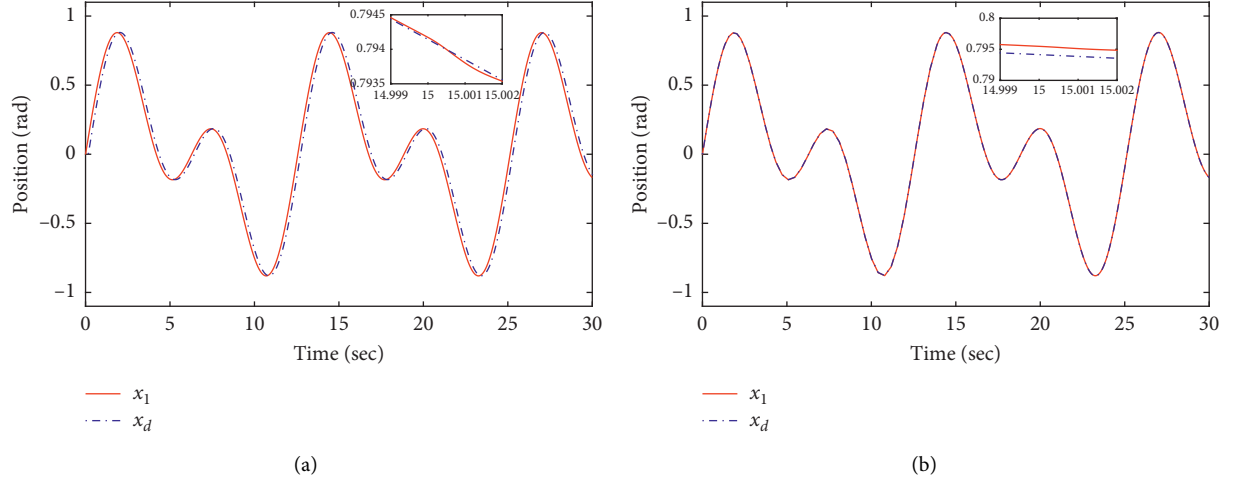 1
0.5
0
–0.5
–1
Position (rad)
0.7945
0.794
0.7935
14.999 15 15.001 15.002
0 5 10 15 20 25 30
Time (sec)
x1
xd
(a)
1
0.5
0
–0.5
–1
Position (rad)
0.8
0.795
0.79
14.999 15 15.001 15.002
0 5 10 15 20 25 30
Time (sec)
x1
xd
(b)